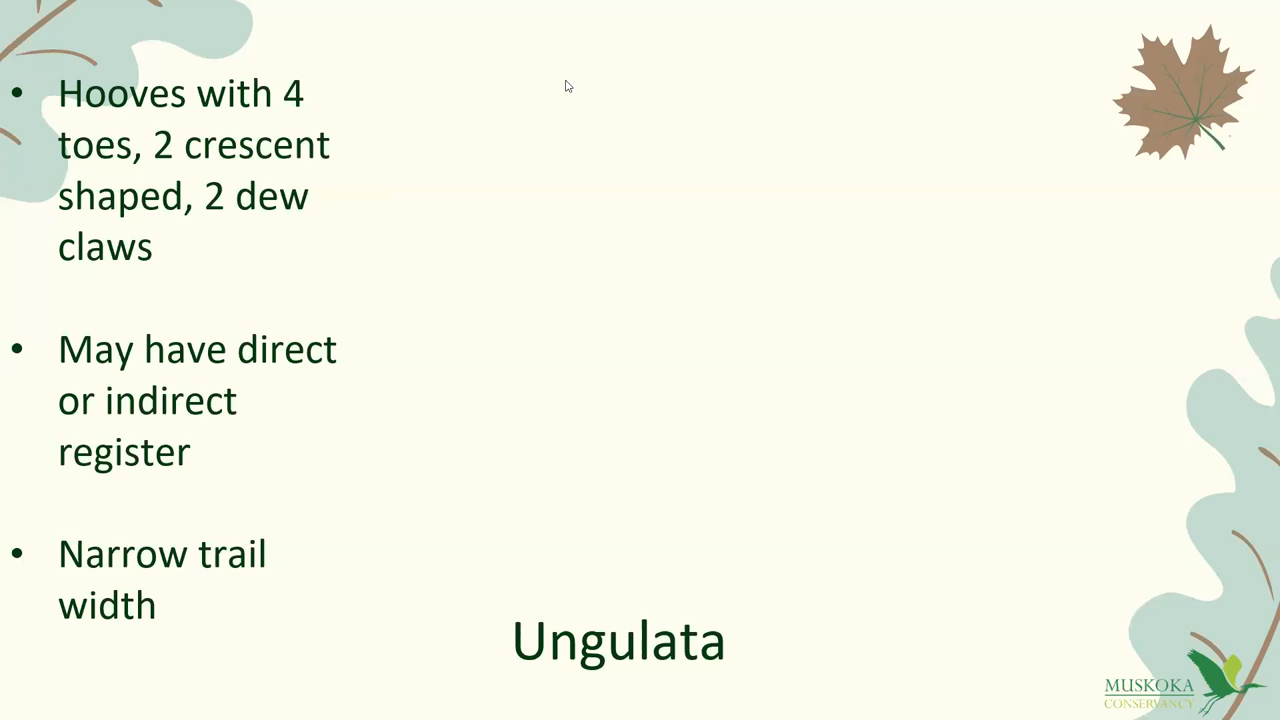 • Hooves with 4
toes, 2 crescent
shaped, 2 dew
claws
• May have direct
or indirect
register
• Narrow trail
width
Ungulata
MUSKOKA
CONSERVANCY